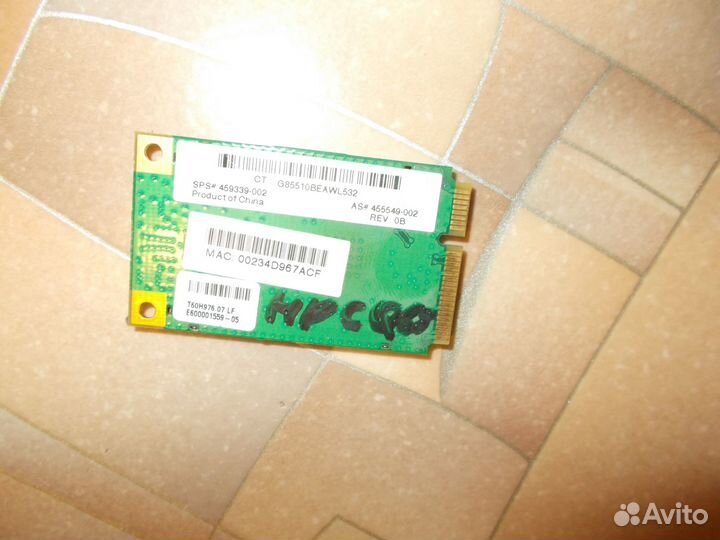 CT G85510BEAWL532
SPS# 459339-002
AS# 455549-002
Product of China
REV 0B
MAC: 00234D967ACF
T60H976.07 LF
E600001559-05
HPC
Avito